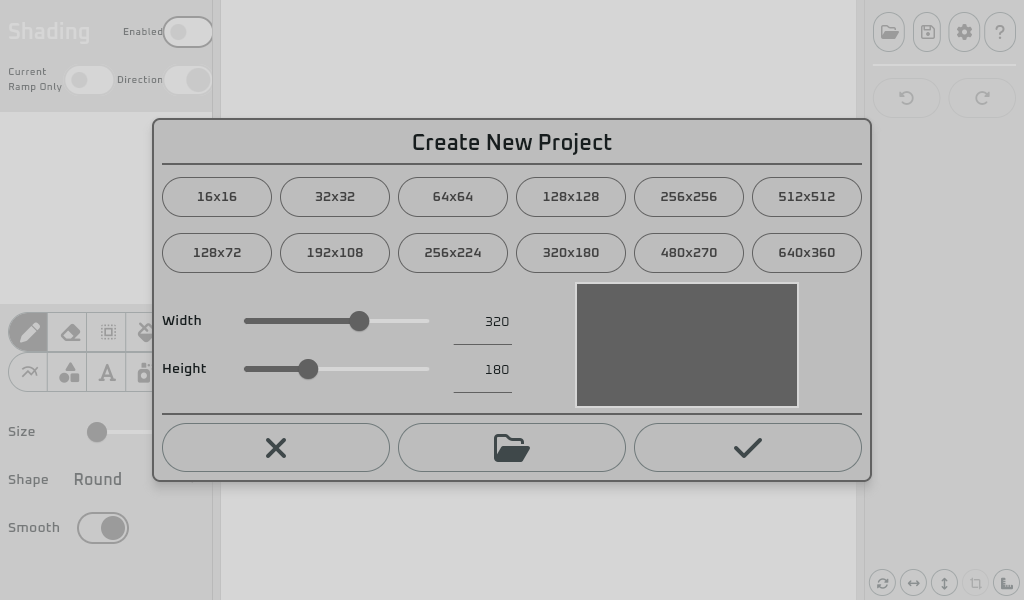 Shading
Enabled
Current
Ramp Only
Direction
?
Create New Project
16x16 32x32 64x64 128x128 256x256 512x512
128x72 192x108 256x224 320x180 480x270 640x360
Width 320
Height 180
Size
Shape Round
Smooth